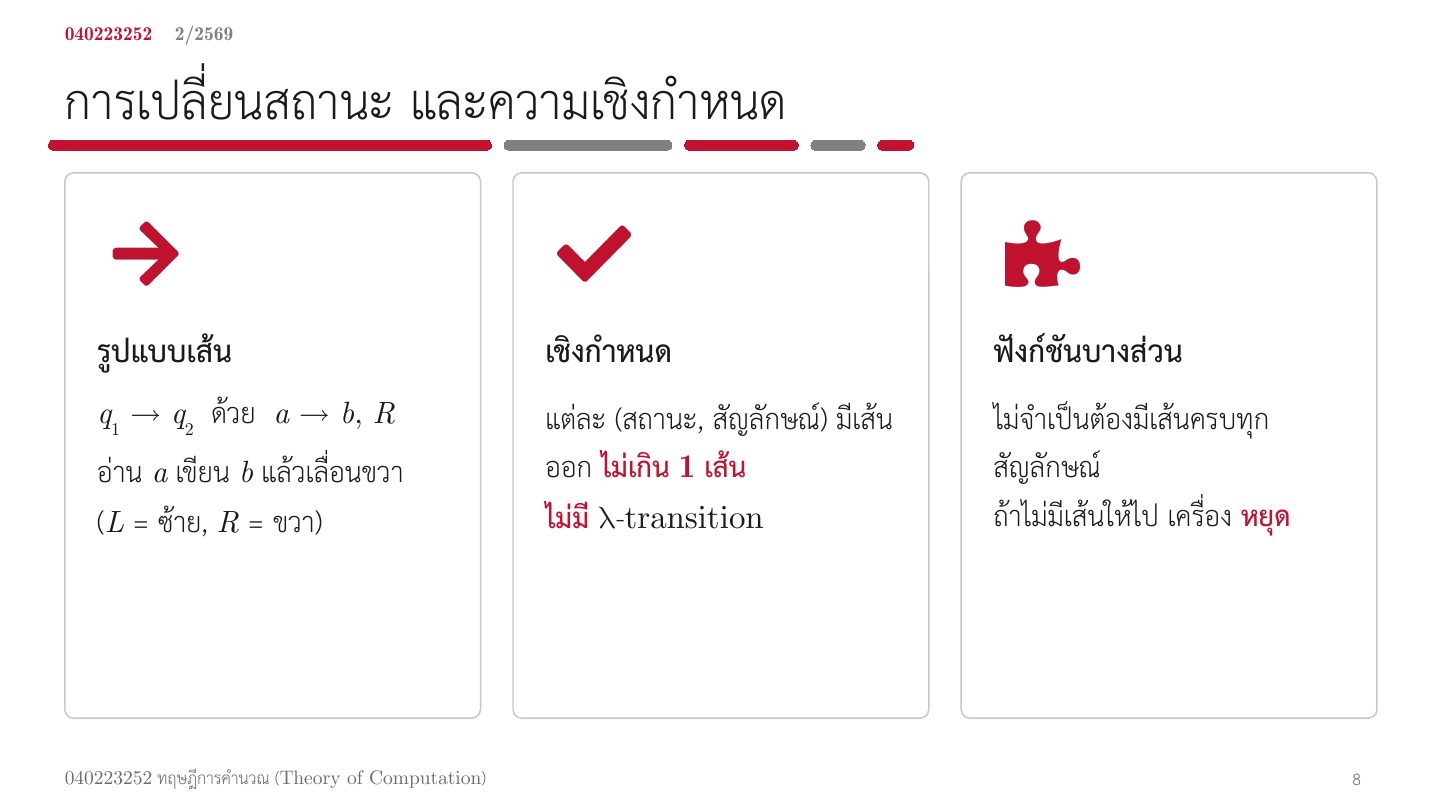 040223252 2/2569
การเปลี่ยนสถานะ และความเชิงกำหนด
รูปแบบเส้น
q₁ → q₂ ด้วย a → b, R
อ่าน a เขียน b แล้วเลื่อนขวา
(L = ซ้าย, R = ขวา)
เชิงกำหนด
แต่ละ (สถานะ, สัญลักษณ์) มีเส้น
ออก ไม่เกิน 1 เส้น
ไม่มี λ-transition
ฟังก์ชันบางส่วน
ไม่จำเป็นต้องมีเส้นครบทุก
สัญลักษณ์
ถ้าไม่มีเส้นให้ไป เครื่อง หยุด
040223252 ทฤษฎีการคำนวณ (Theory of Computation)
8